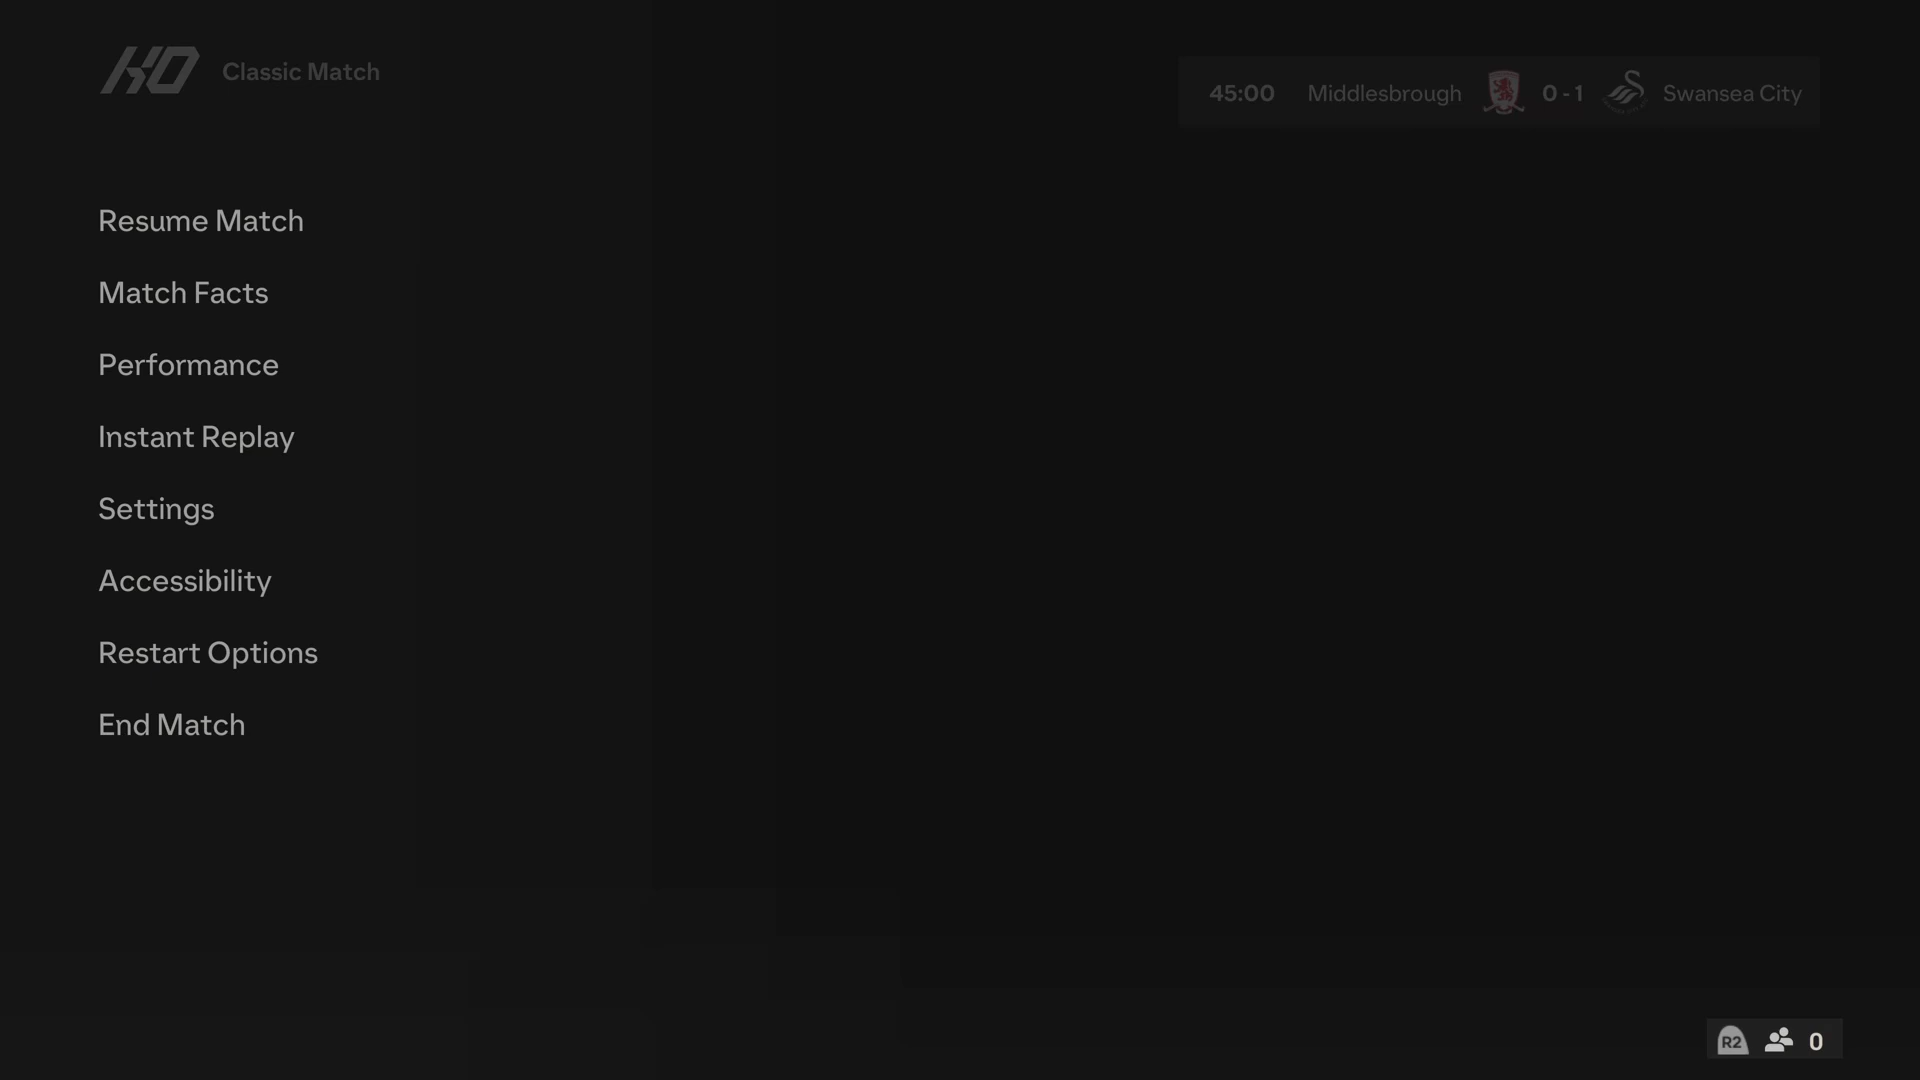 KO Classic Match
45:00 Middlesbrough 0 - 1 Swansea City
Resume Match
Match Facts
Performance
Instant Replay
Settings
Accessibility
Restart Options
End Match
R2 0